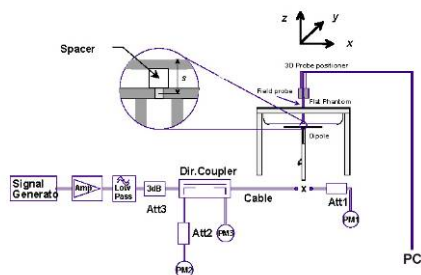 z
y
x
Spacer
s
3D Probe positioner
Field probe
Flat Phantom
Dipole
Dir.Coupler
Signal
Generato
Amp
Low
Pass
3dB
Att3
Cable
x
Att1
PM1
Att2
PM3
PM2
PC